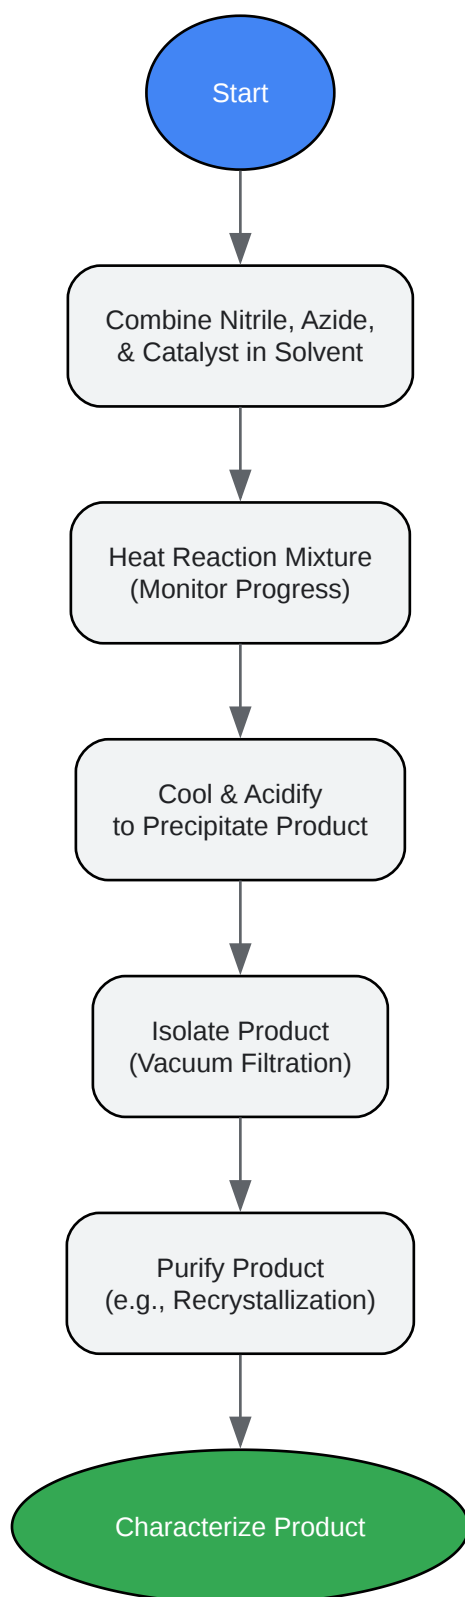 Start
Combine Nitrile, Azide,
& Catalyst in Solvent
Heat Reaction Mixture
(Monitor Progress)
Cool & Acidify
to Precipitate Product
Isolate Product
(Vacuum Filtration)
Purify Product
(e.g., Recrystallization)
Characterize Product